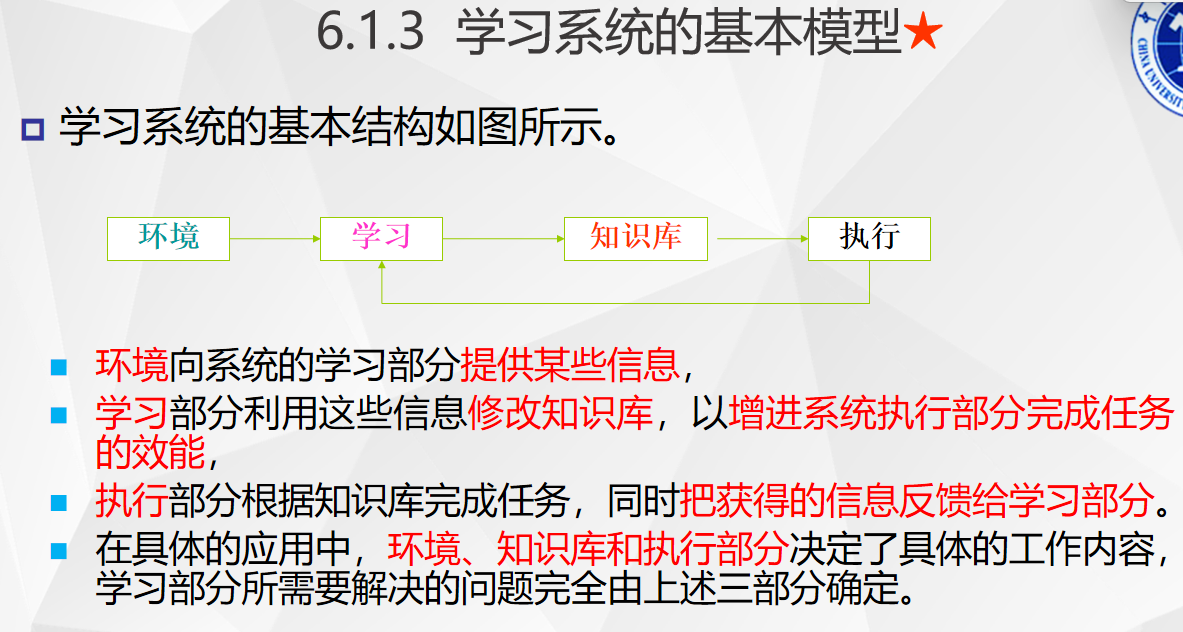 6.1.3 学习系统的基本模型★
CHINA UNIVERSITY
学习系统的基本结构如图所示。
环境 学习 知识库 执行
环境向系统的学习部分提供某些信息，
学习部分利用这些信息修改知识库，以增进系统执行部分完成任务
的效能，
执行部分根据知识库完成任务，同时把获得的信息反馈给学习部分。
在具体的应用中，环境、知识库和执行部分决定了具体的工作内容，
学习部分所需要解决的问题完全由上述三部分确定。